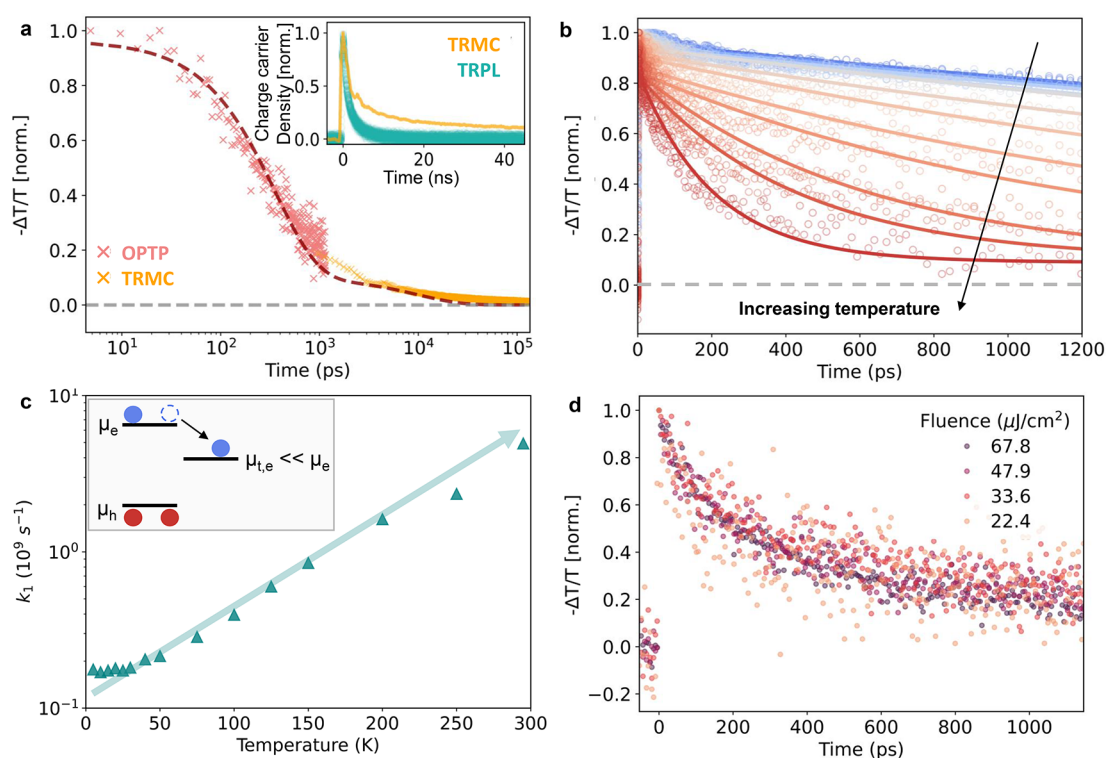 a
-ΔT/T [norm.]
1.0
0.8
0.6
0.4
0.2
0.0
× OPTP
× TRMC
10¹ 10² 10³ 10⁴ 10⁵
Time (ps)
Charge carrier
Density [norm.]
1.0
0.5
0.0
TRMC
TRPL
0 20 40
Time (ns)
b
-ΔT/T [norm.]
1.0
0.8
0.6
0.4
0.2
0.0
Increasing temperature
0 200 400 600 800 1000 1200
Time (ps)
c
k₁ (10⁹ s⁻¹)
10¹
10⁰
10⁻¹
μₑ
μt,e << μe
μh
0 50 100 150 200 250 300
Temperature (K)
d
-ΔT/T [norm.]
1.0
0.8
0.6
0.4
0.2
0.0
−0.2
Fluence (μJ/cm²)
67.8
47.9
33.6
22.4
0 200 400 600 800 1000
Time (ps)